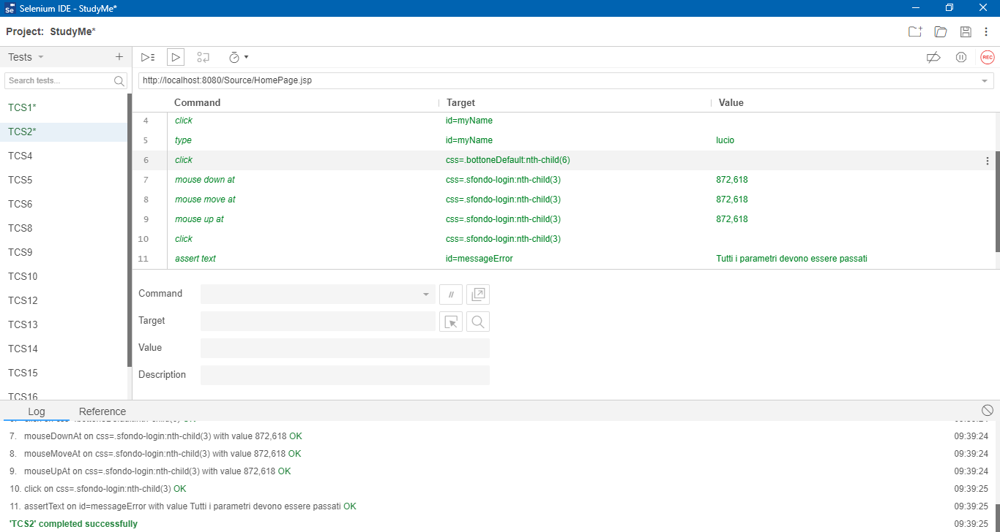 Selenium IDE - StudyMe*
Project: StudyMe*
Tests
Search tests...
http://localhost:8080/Source/HomePage.jsp
Command Target Value
TCS1*
TCS2*
TCS4
TCS5
TCS6
TCS8
TCS9
TCS10
TCS12
TCS13
TCS14
TCS15
TCS16
4 click id=myName
5 type id=myName lucio
6 click css=.bottoneDefault:nth-child(6)
7 mouse down at css=.sfondo-login:nth-child(3) 872,618
8 mouse move at css=.sfondo-login:nth-child(3) 872,618
9 mouse up at css=.sfondo-login:nth-child(3) 872,618
10 click css=.sfondo-login:nth-child(3)
11 assert text id=messageError Tutti i parametri devono essere passati
Command //
Target
Value
Description
REC
Log Reference
7. mouseDownAt on css=.sfondo-login:nth-child(3) with value 872,618 OK 09:39:24
8. mouseMoveAt on css=.sfondo-login:nth-child(3) with value 872,618 OK 09:39:24
9. mouseUpAt on css=.sfondo-login:nth-child(3) with value 872,618 OK 09:39:24
10. click on css=.sfondo-login:nth-child(3) OK 09:39:25
11. assertText on id=messageError with value Tutti i parametri devono essere passati OK 09:39:25
'TCS2' completed successfully 09:39:25